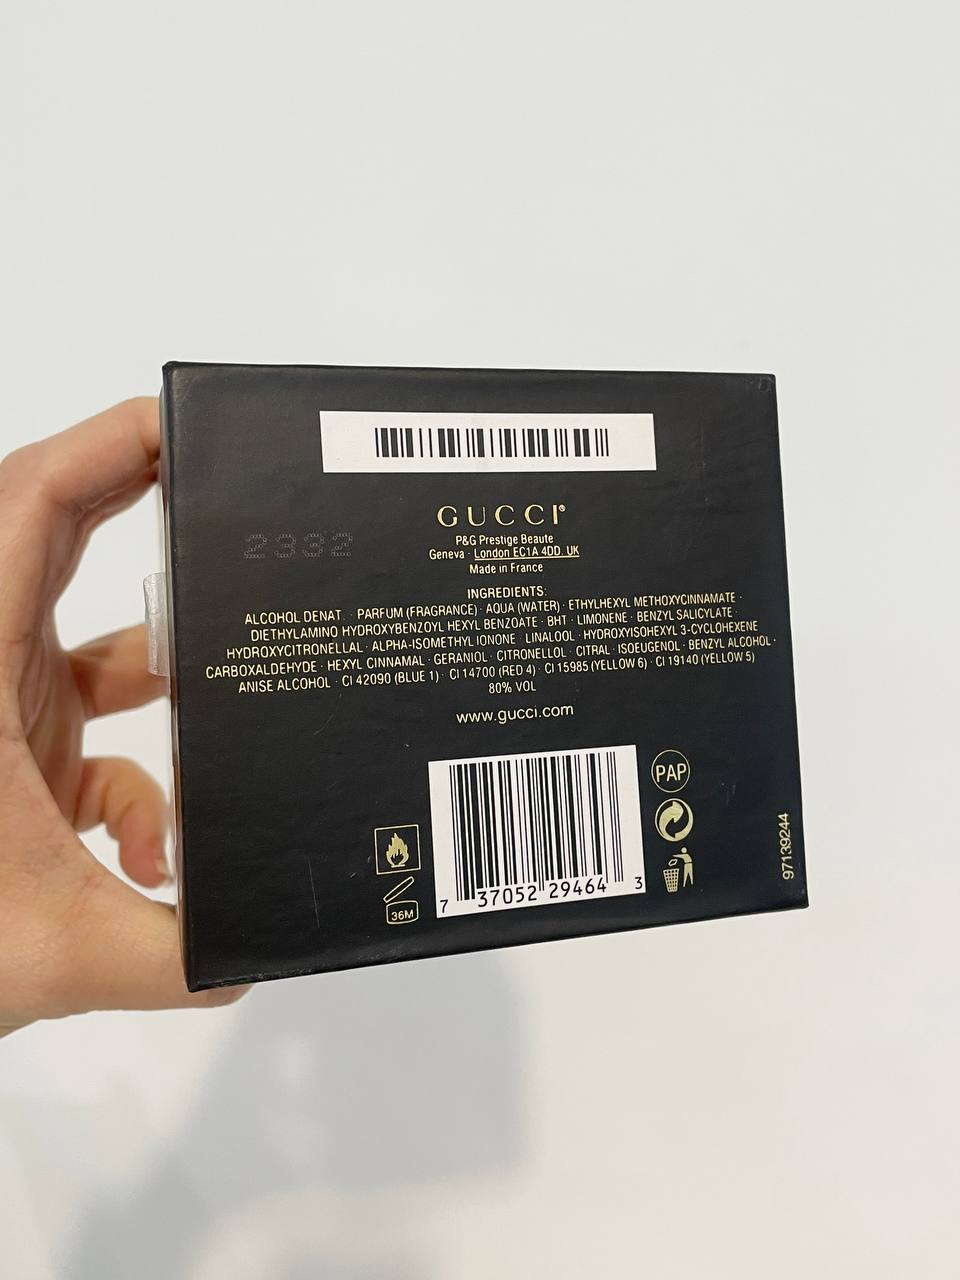 GUCCI®
2332
P&G Prestige Beaute
Geneva · London EC1A 4DD. UK
Made in France
INGREDIENTS:
ALCOHOL DENAT. · PARFUM (FRAGRANCE) · AQUA (WATER) · ETHYLHEXYL METHOXYCINNAMATE ·
DIETHYLAMINO HYDROXYBENZOYL HEXYL BENZOATE · BHT · LIMONENE · BENZYL SALICYLATE ·
HYDROXYCITRONELLAL · ALPHA-ISOMETHYL IONONE · LINALOOL · HYDROXYISOHEXYL 3-CYCLOHEXENE
CARBOXALDEHYDE · HEXYL CINNAMAL · GERANIOL · CITRONELLOL · CITRAL · ISOEUGENOL · BENZYL ALCOHOL ·
ANISE ALCOHOL · CI 42090 (BLUE 1) · CI 14700 (RED 4) · CI 15985 (YELLOW 6) · CI 19140 (YELLOW 5)
80% VOL
www.gucci.com
PAP
36M
7 37052 29464 3
97139244